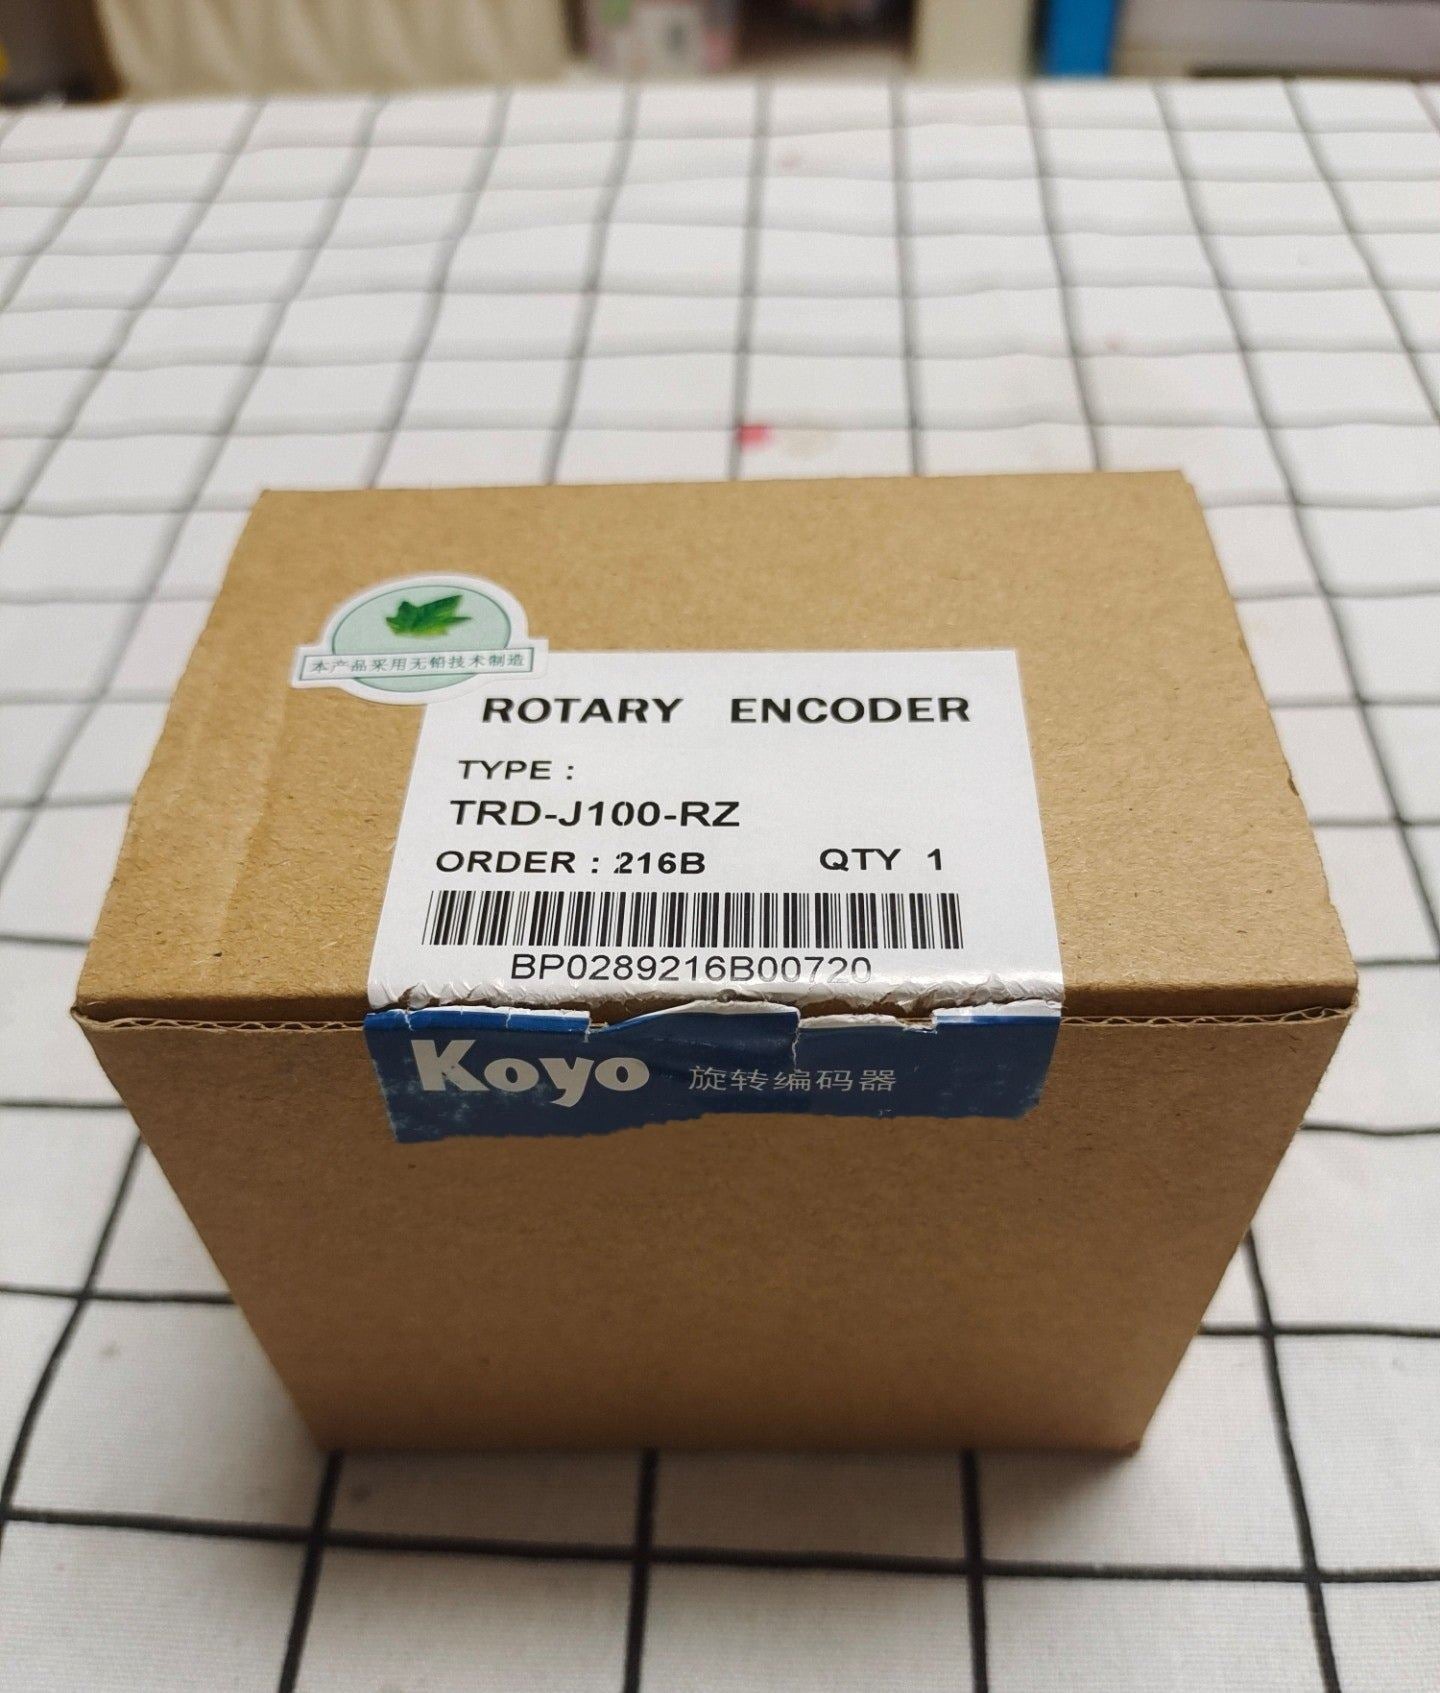 本产品采用无铅技术制造
ROTARY ENCODER
TYPE :
TRD-J100-RZ
ORDER : 216B QTY 1
BP0289216B00720
Koyo 旋转编码器